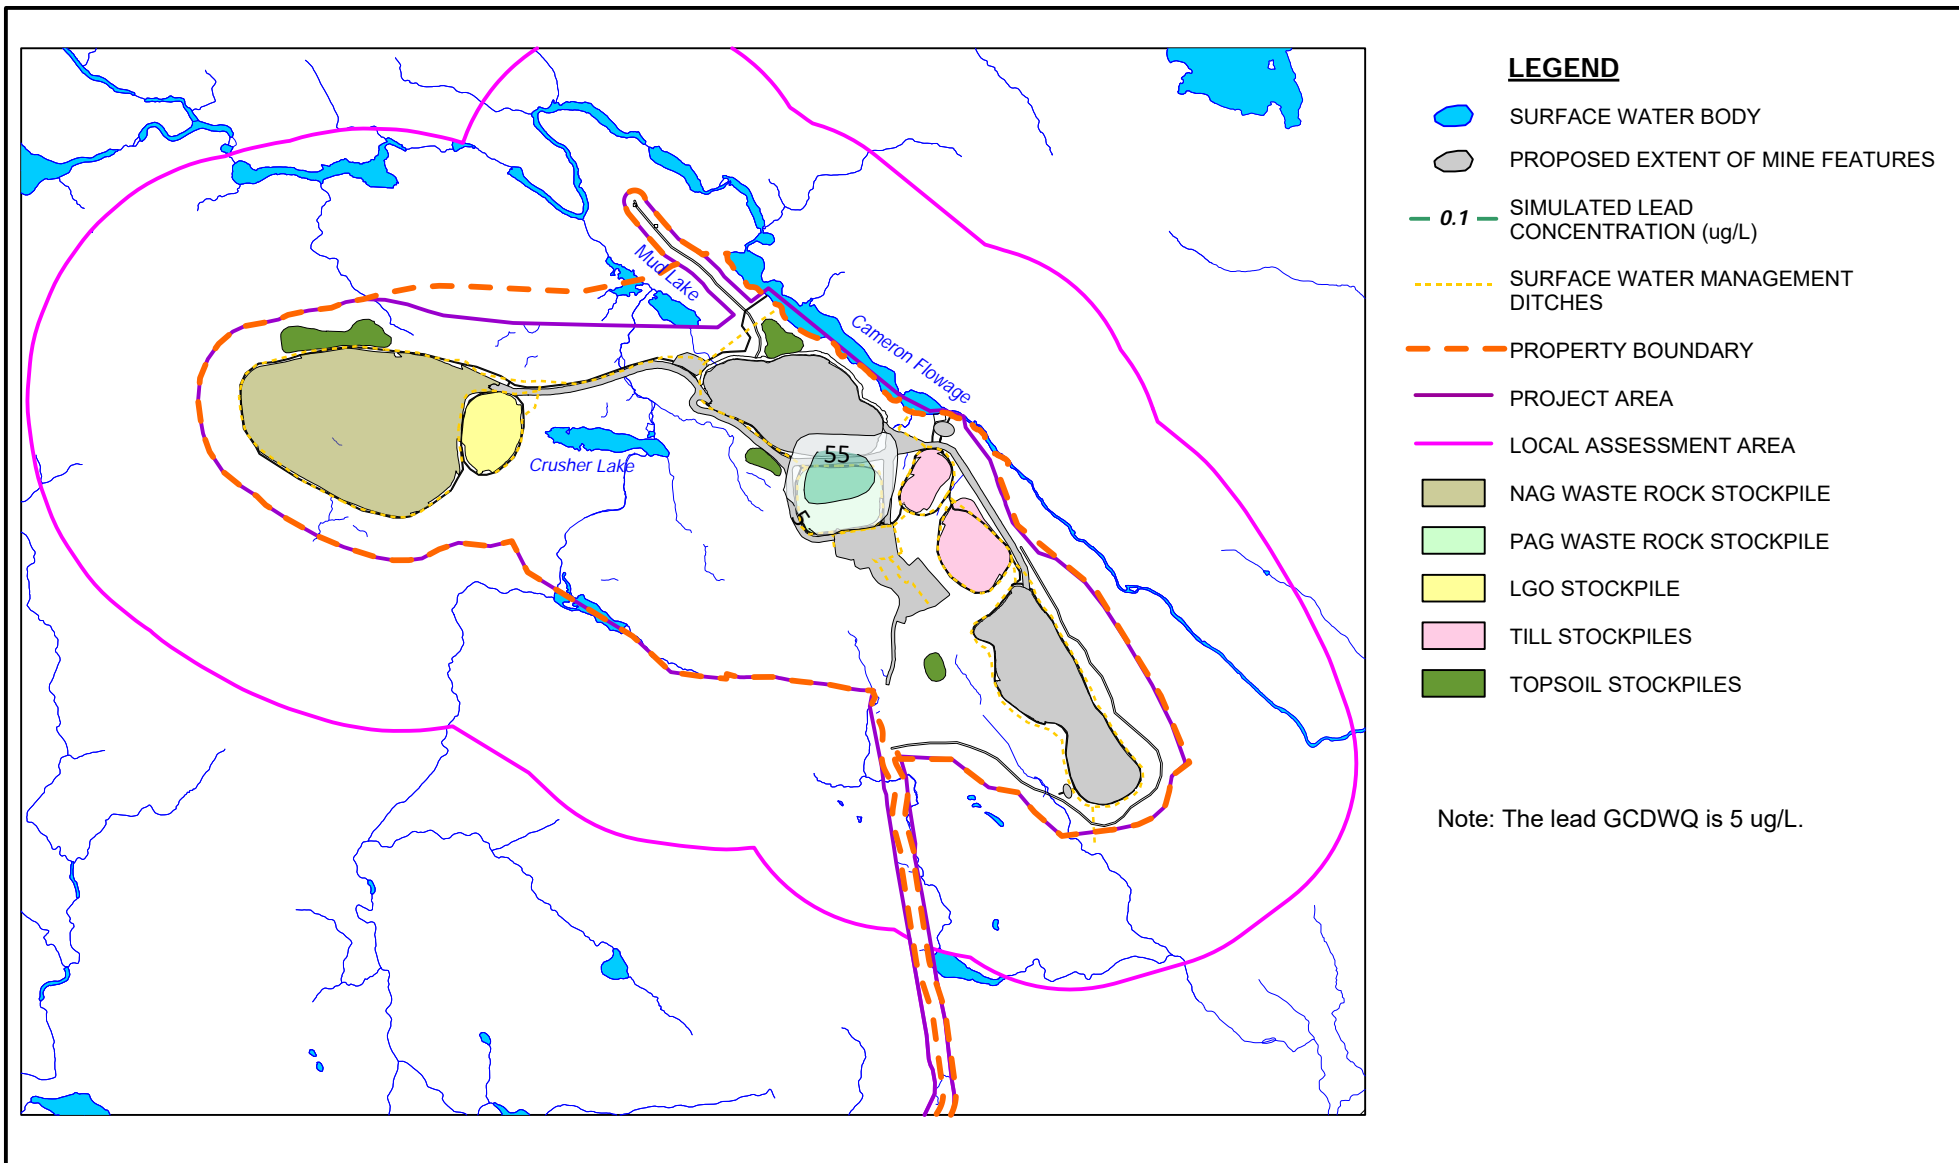 LEGEND
SURFACE WATER BODY
PROPOSED EXTENT OF MINE FEATURES
0.1
SIMULATED LEAD
CONCENTRATION (ug/L)
SURFACE WATER MANAGEMENT
DITCHES
PROPERTY BOUNDARY
PROJECT AREA
LOCAL ASSESSMENT AREA
NAG WASTE ROCK STOCKPILE
PAG WASTE ROCK STOCKPILE
LGO STOCKPILE
TILL STOCKPILES
TOPSOIL STOCKPILES
Note: The lead GCDWQ is 5 ug/L.
Mud Lake
Cameron Flowage
Crusher Lake
55
5